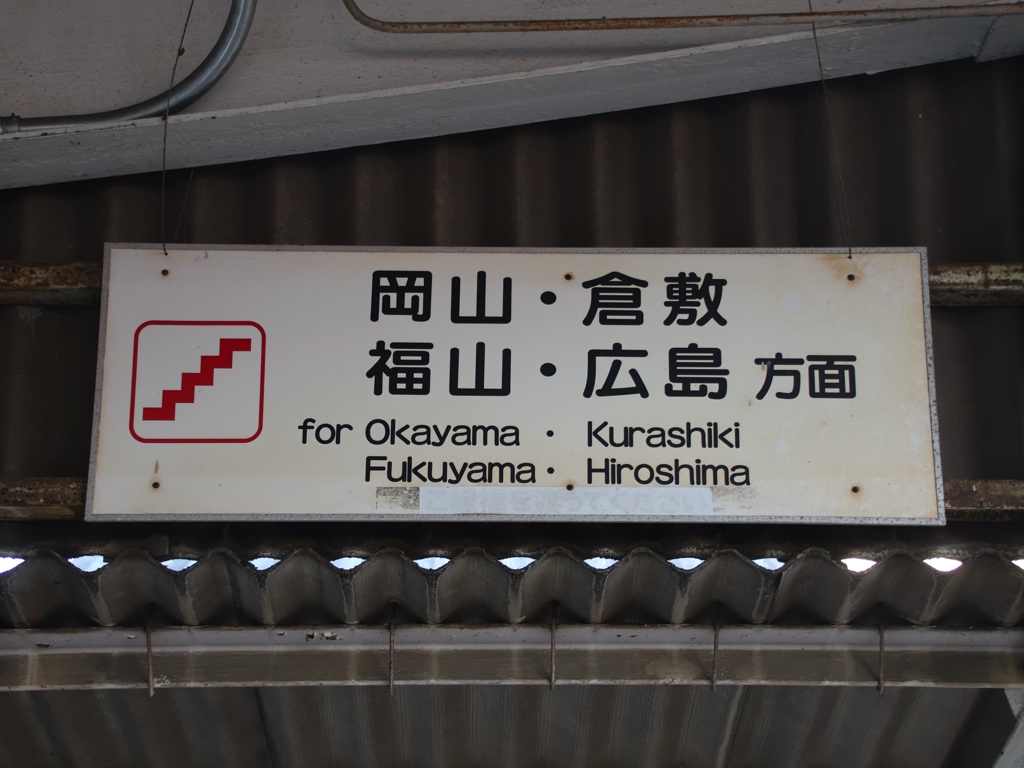 岡山・倉敷
福山・広島 方面
for Okayama ・ Kurashiki
Fukuyama・ Hiroshima